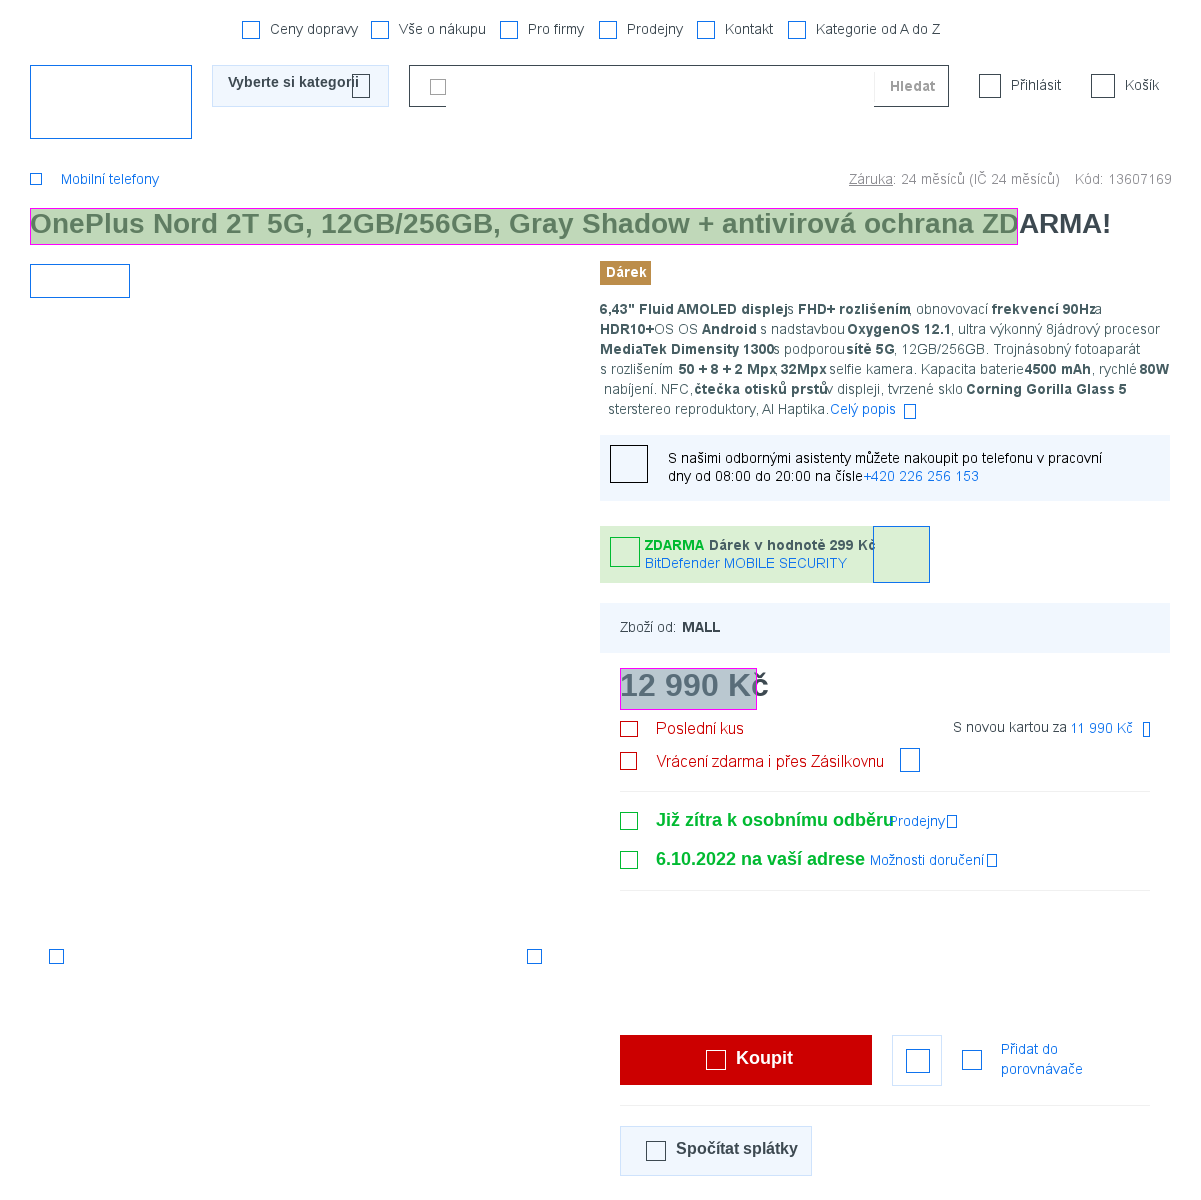 Ceny dopravy Vše o nákupu Pro firmy Prodejny Kontakt Kategorie od A do Z
Vyberte si kategorii Hledat Přihlásit Košík
Mobilní telefony Záruka: 24 měsíců (IČ 24 měsíců) Kód: 13607169
OnePlus Nord 2T 5G, 12GB/256GB, Gray Shadow + antivirová ochrana ZDARMA!
Dárek
6,43" Fluid AMOLED displej s FHD+ rozlišením, obnovovací frekvencí 90Hz a
HDR10+ OS OS Android s nadstavbou OxygenOS 12.1, ultra výkonný 8jádrový procesor
MediaTek Dimensity 1300 s podporou sítě 5G, 12GB/256GB. Trojnásobný fotoaparát
s rozlišením 50 + 8 + 2 Mpx, 32Mpx selfie kamera. Kapacita baterie 4500 mAh, rychlé 80W
nabíjení. NFC, čtečka otisků prstů v displeji, tvrzené sklo Corning Gorilla Glass 5
sterstereo reproduktory, AI Haptika. Celý popis
S našimi odbornými asistenty můžete nakoupit po telefonu v pracovní
dny od 08:00 do 20:00 na čísle +420 226 256 153
ZDARMA Dárek v hodnotě 299 Kč
BitDefender MOBILE SECURITY
Zboží od: MALL
12 990 Kč
Poslední kus S novou kartou za 11 990 Kč
Vrácení zdarma i přes Zásilkovnu
Již zítra k osobnímu odběru Prodejny
6.10.2022 na vaší adrese Možnosti doručení
Koupit Přidat do
porovnávače
Spočítat splátky